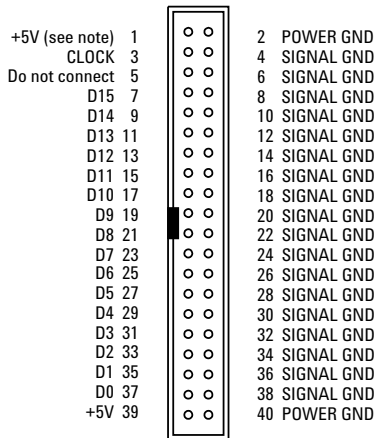 +5V (see note) 1 2 POWER GND
CLOCK 3 4 SIGNAL GND
Do not connect 5 6 SIGNAL GND
D15 7 8 SIGNAL GND
D14 9 10 SIGNAL GND
D13 11 12 SIGNAL GND
D12 13 14 SIGNAL GND
D11 15 16 SIGNAL GND
D10 17 18 SIGNAL GND
D9 19 20 SIGNAL GND
D8 21 22 SIGNAL GND
D7 23 24 SIGNAL GND
D6 25 26 SIGNAL GND
D5 27 28 SIGNAL GND
D4 29 30 SIGNAL GND
D3 31 32 SIGNAL GND
D2 33 34 SIGNAL GND
D1 35 36 SIGNAL GND
D0 37 38 SIGNAL GND
+5V 39 40 POWER GND